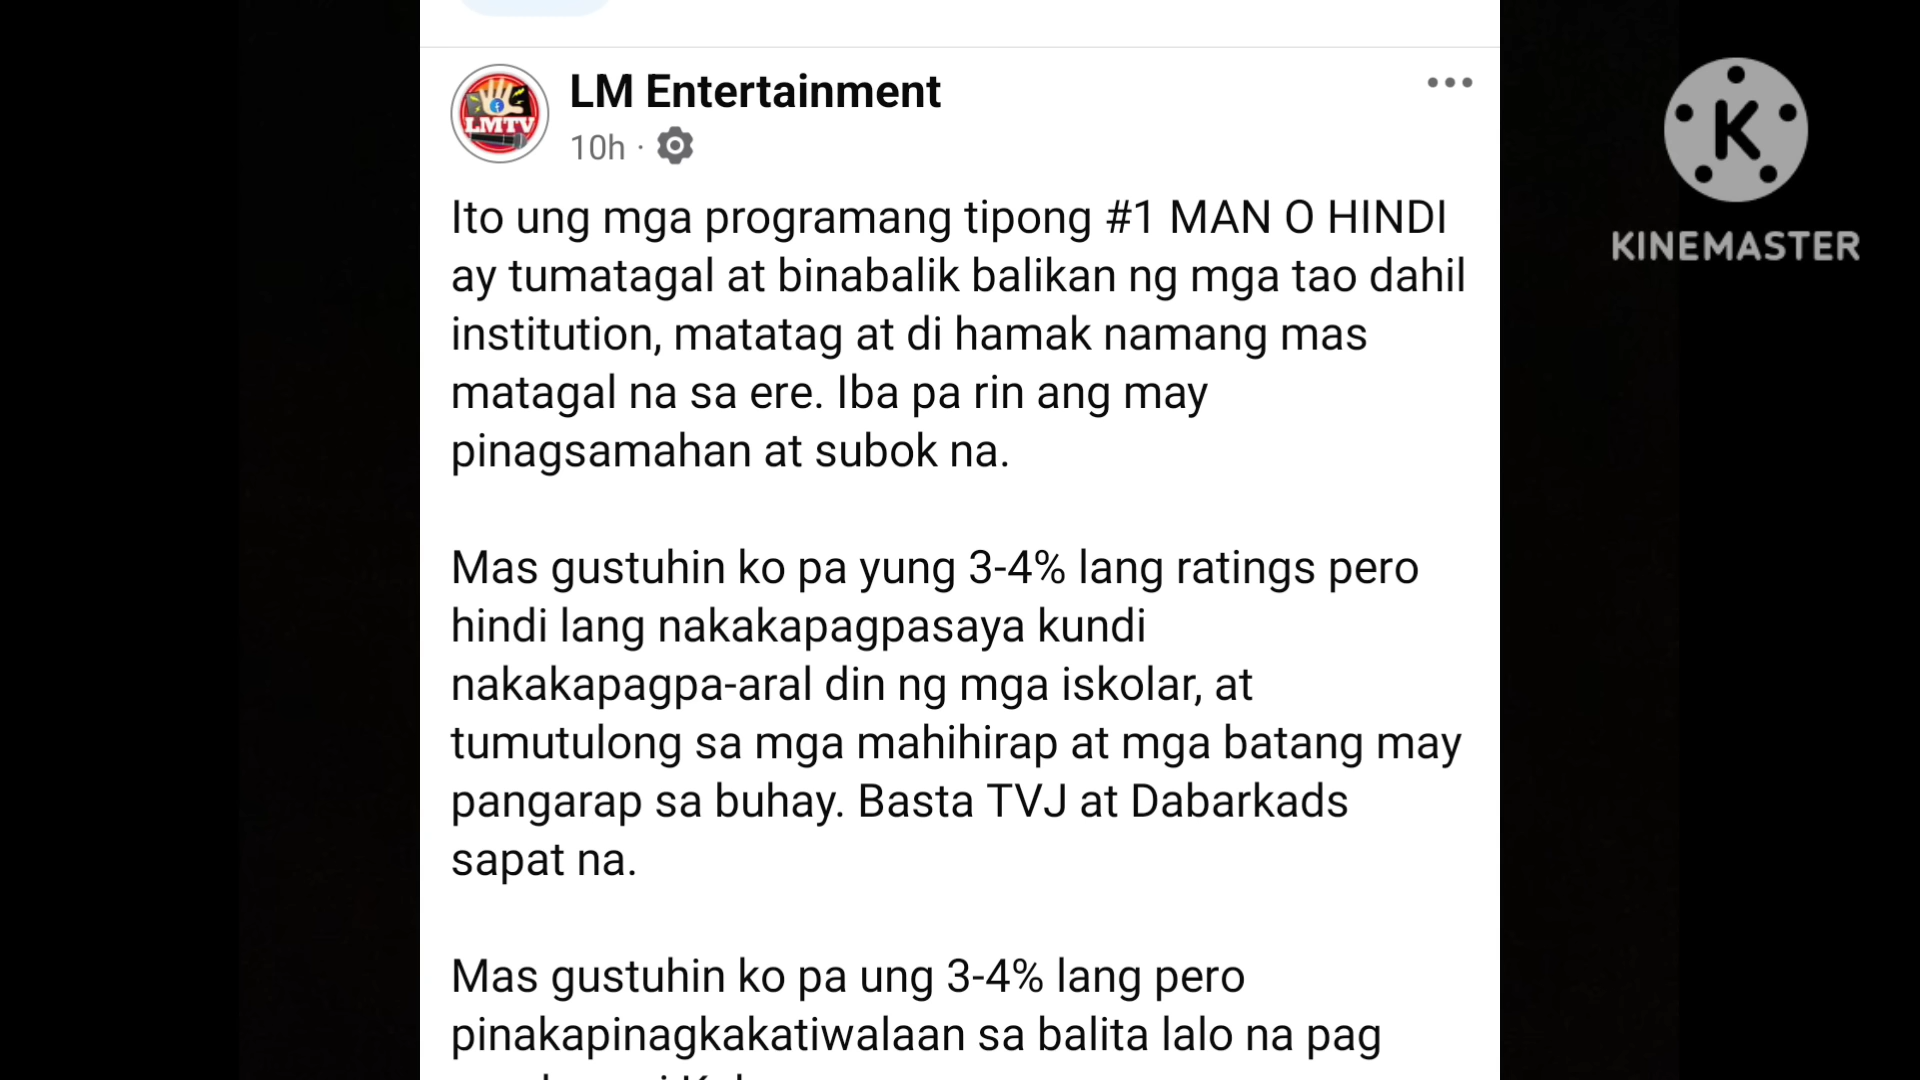 LM Entertainment
10h ·
Ito ung mga programang tipong #1 MAN O HINDI
ay tumatagal at binabalik balikan ng mga tao dahil
institution, matatag at di hamak namang mas
matagal na sa ere. Iba pa rin ang may
pinagsamahan at subok na.
Mas gustuhin ko pa yung 3-4% lang ratings pero
hindi lang nakakapagpasaya kundi
nakakapagpa-aral din ng mga iskolar, at
tumutulong sa mga mahihirap at mga batang may
pangarap sa buhay. Basta TVJ at Dabarkads
sapat na.
Mas gustuhin ko pa ung 3-4% lang pero
pinakapinagkakatiwalaan sa balita lalo na pag
LMTV
K
KINEMASTER